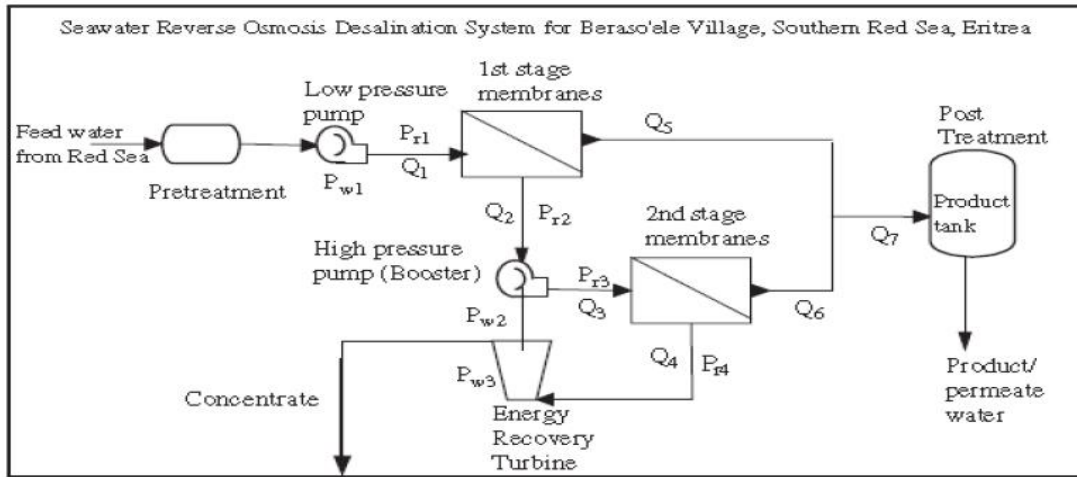 Seawater Reverse Osmosis Desalination System for Beraso'ele Village, Southern Red Sea, Eritrea
1st stage
membranes
Low pressure
pump
Feed water
from Red Sea
Pretreatment
Pw1
Pr1
Q1
Q5
Post
Treatment
Product
tank
Q7
Q2
Pr2
2nd stage
membranes
High pressure
pump (Booster)
Pr3
Q3
Q6
Pw2
Q4
Pr4
Pw3
Concentrate
Energy
Recovery
Turbine
Product/
permeate
water